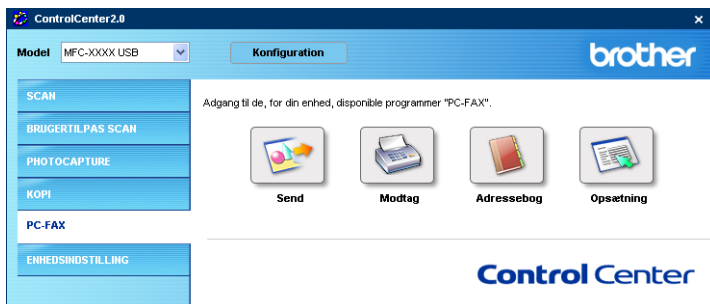 ControlCenter2.0
Model MFC-XXXX USB Konfiguration brother
SCAN
BRUGERTILPAS SCAN
PHOTOCAPTURE
KOPI
PC-FAX
ENHEDSINDSTILLING
Adgang til de, for din enhed, disponible programmer "PC-FAX".
Send Modtag Adressebog Opsætning
Control Center